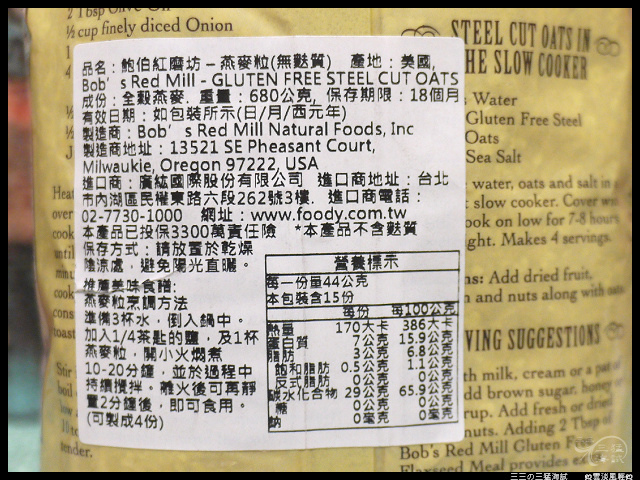 2 Tbsp Olive Oil
½ cup finely diced Onion
品名：鮑伯紅磨坊－燕麥粒(無麩質)　產地：美國,
Bob's Red Mill - GLUTEN FREE STEEL CUT OATS
成份：全穀燕麥. 重量：680公克, 保存期限：18個月
有效日期：如包裝所示(日/月/西元年)
製造商：Bob's Red Mill Natural Foods, Inc
製造商地址：13521 SE Pheasant Court,
Milwaukie, Oregon 97222, USA
進口商：廣紘國際股份有限公司　進口商地址：台北
市內湖區民權東路六段262號3樓. 進口商電話：
02-7730-1000　網址：www.foody.com.tw
本產品已投保3300萬責任險　*本產品不含麩質
保存方式：請放置於乾燥
陰涼處，避免陽光直曬。
推薦美味食譜:
燕麥粒烹調方法
準備3杯水，倒入鍋中。
加入1/4茶匙的鹽，及1杯
燕麥粒，關小火燜煮
10-20分鐘，並於過程中
持續攪拌。離火後可再靜
置2分鐘後，即可食用。
(可製成4份)
營養標示
每一份量44公克
本包裝含15份
每份　每100公克
熱量 170大卡 386大卡
蛋白質 7公克 15.9公克
脂肪 3公克 6.8公克
飽和脂肪 0.5公克 1.1公克
反式脂肪 0公克 0公克
碳水化合物 29公克 65.9公克
糖 0公克 0公克
鈉 0毫克 0毫克
STEEL CUT OATS IN
THE SLOW COOKER
Water
Gluten Free Steel
Oats
Sea Salt
water, oats and salt in
slow cooker. Cover
ook on low for 7-8 hours
ght. Makes 4 servings.
ns: Add dried fruit,
n and nuts along with oats
VING SUGGESTIONS
th milk, cream or a pat
dd brown sugar, honey
rup. Add fresh or dried
nuts. Adding 2 Tbsp of
Bob's Red Mill Gluten Free
Flaxseed Meal provides extra
tender.
三三の三猛海賊
雲淡風輕